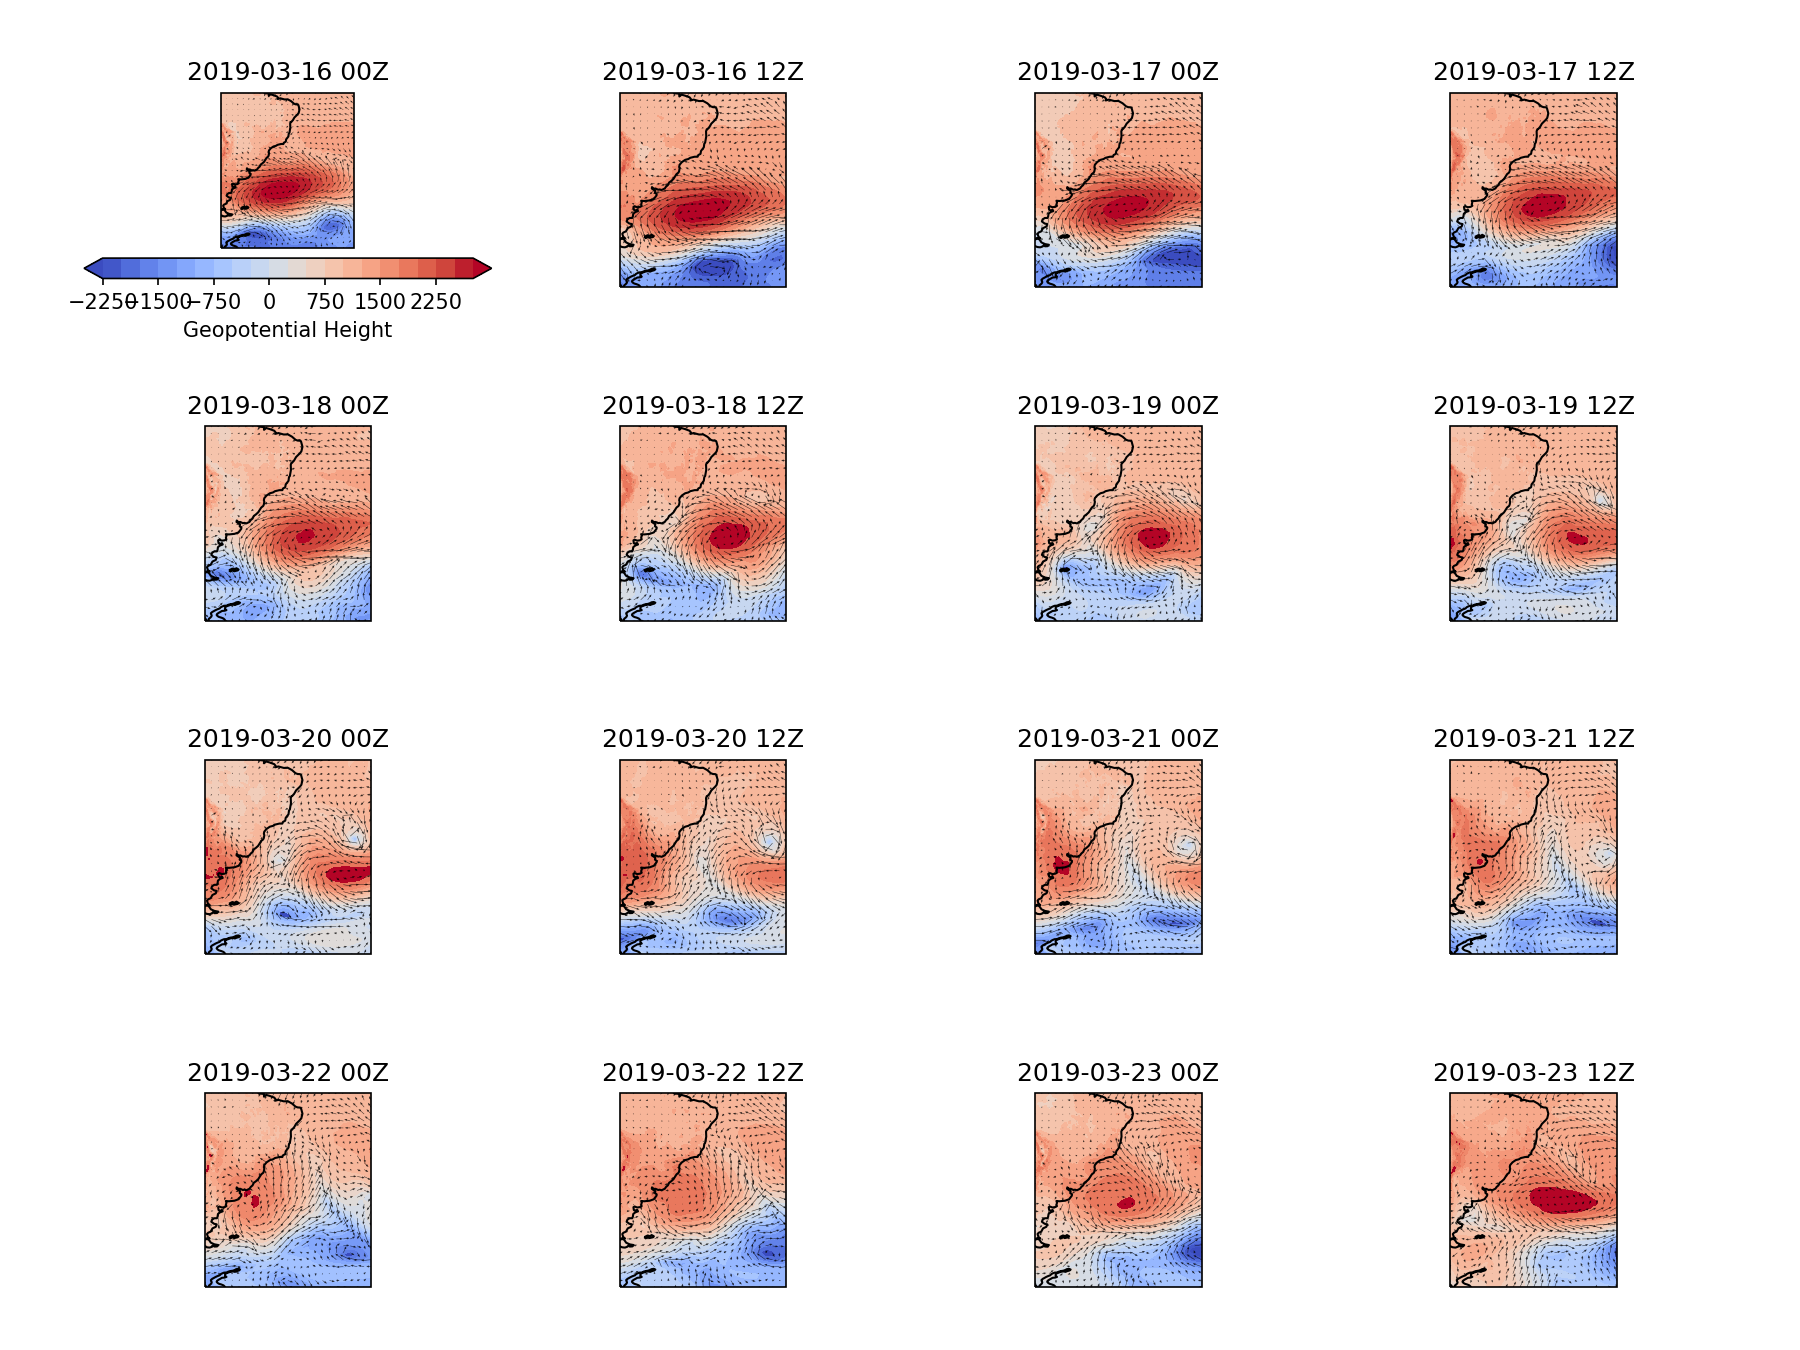 2019-03-16 00Z
2019-03-16 12Z
2019-03-17 00Z
2019-03-17 12Z
−2250 −1500 −750 0 750 1500 2250
Geopotential Height
2019-03-18 00Z
2019-03-18 12Z
2019-03-19 00Z
2019-03-19 12Z
2019-03-20 00Z
2019-03-20 12Z
2019-03-21 00Z
2019-03-21 12Z
2019-03-22 00Z
2019-03-22 12Z
2019-03-23 00Z
2019-03-23 12Z